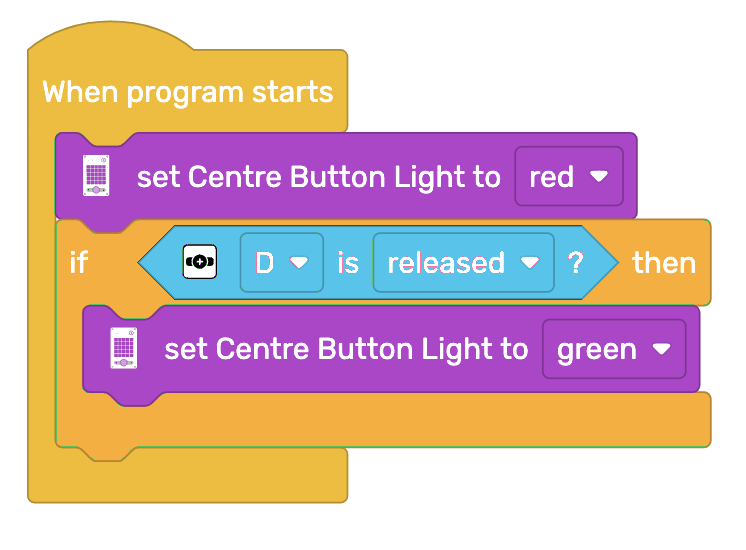 When program starts
set Centre Button Light to red
if D is released ? then
set Centre Button Light to green